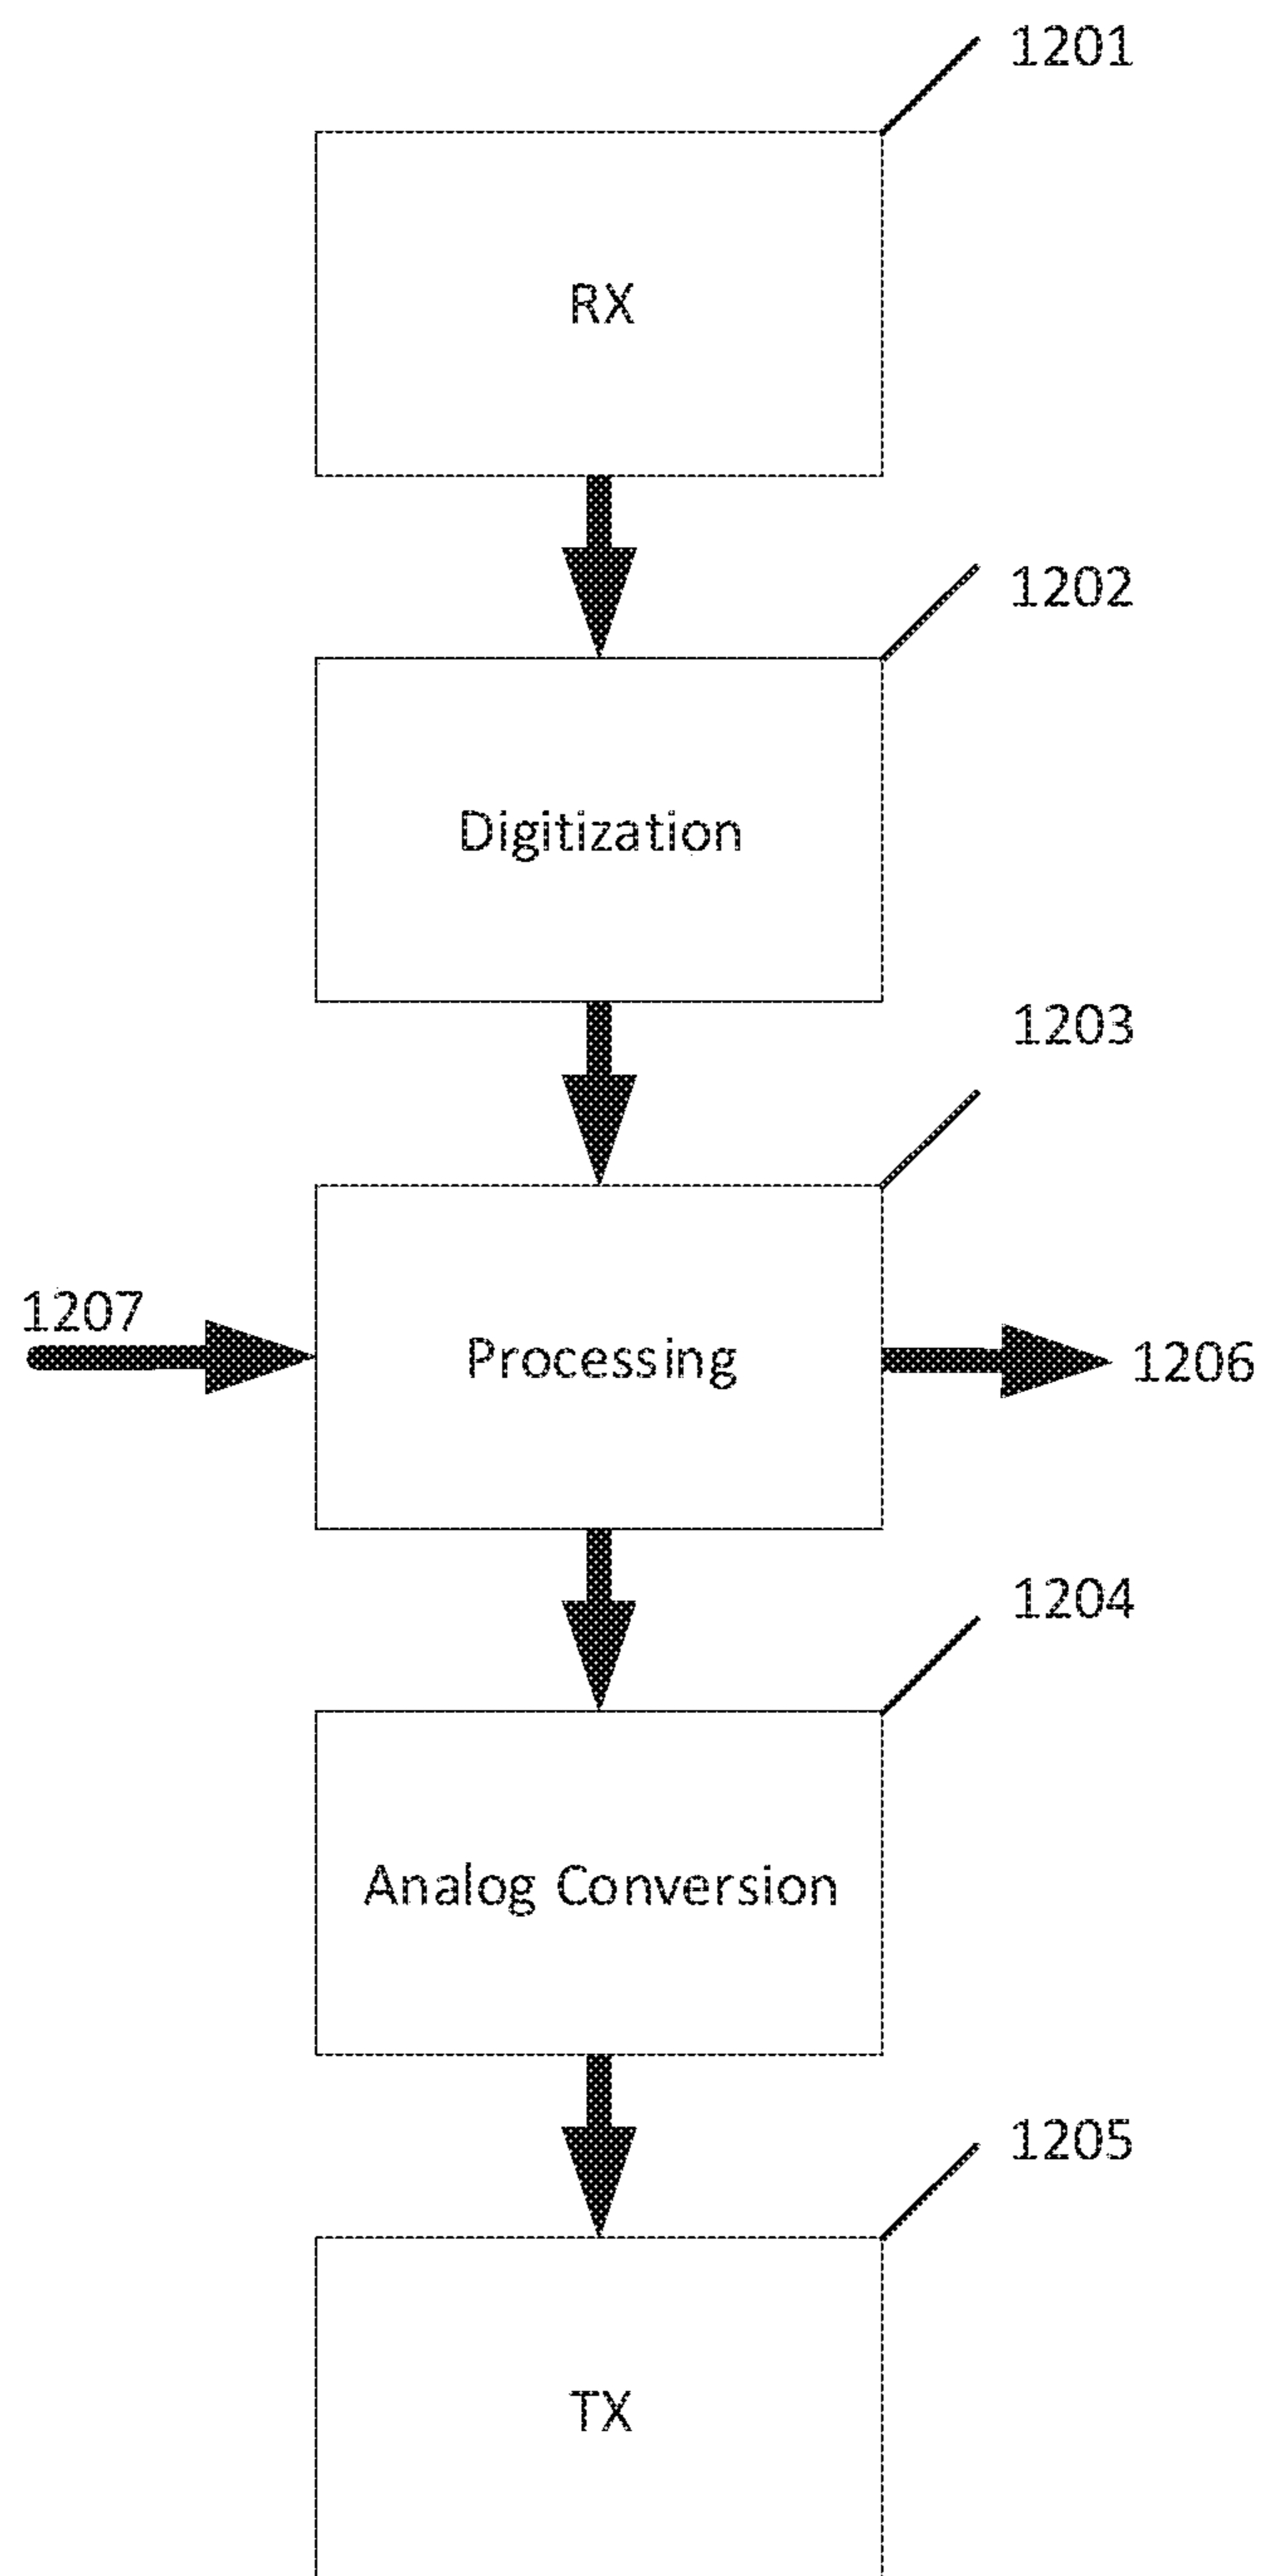 1201
RX
1202
Digitization
1203
1207
Processing
1206
1204
Analog Conversion
1205
TX